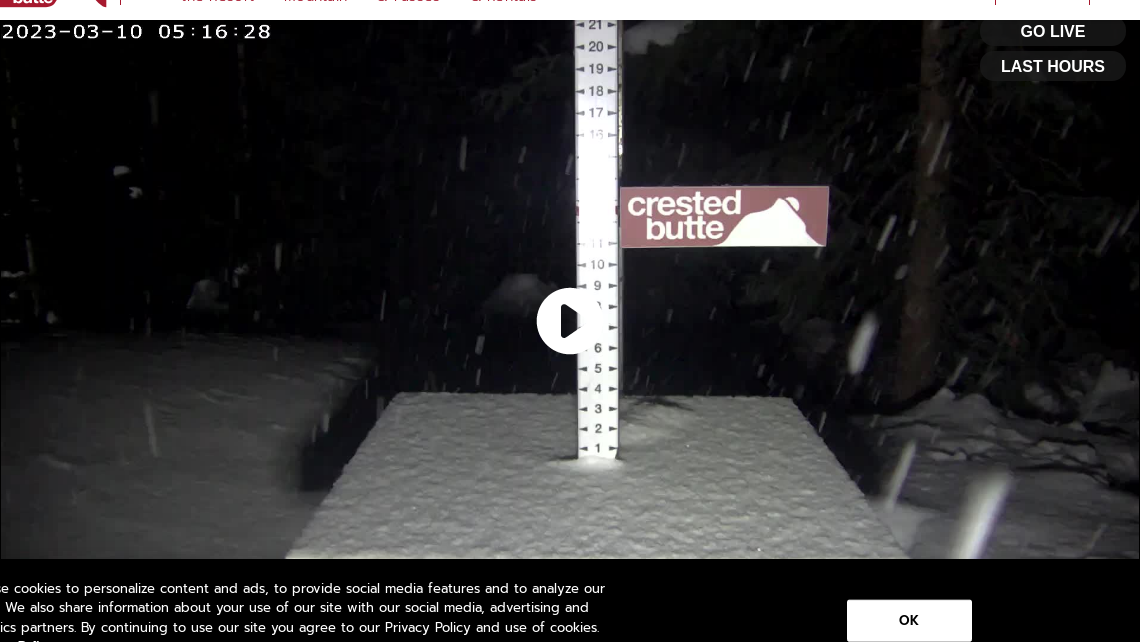 butte
2023-03-10 05:16:28
GO LIVE
LAST HOURS
21
20
19
18
17
16
crested
butte
11
10
9
6
5
4
3
2
1
se cookies to personalize content and ads, to provide social media features and to analyze our
We also share information about your use of our site with our social media, advertising and
ics partners. By continuing to use our site you agree to our Privacy Policy and use of cookies.
OK